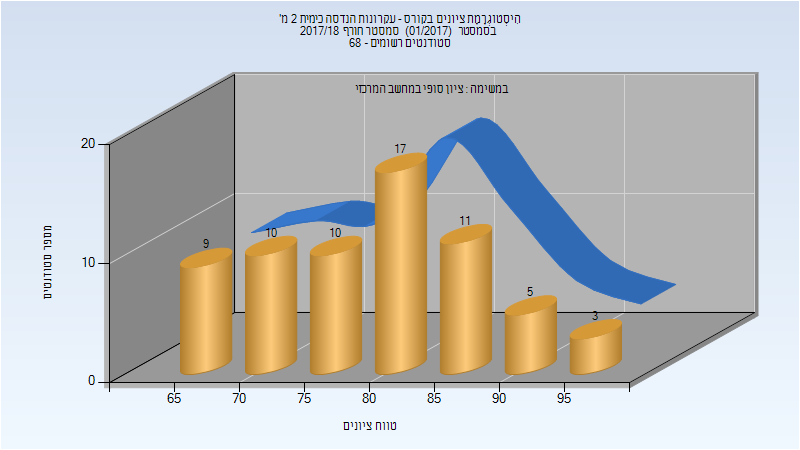 היסטוגרמת ציונים בקורס - עקרונות הנדסה כימית 2 מ'
בסמסטר (01/2017) סמסטר חורף 2017/18
סטודנטים רשומים - 68
במשימה : ציון סופי במחשב המרכזי
מספר סטודנטים
20
10
0
9
10
10
17
11
5
3
65
70
75
80
85
90
95
טווח ציונים